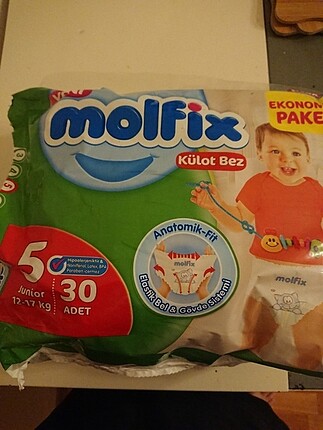 EKONOM
PAKE
molfix
Külot Bez
Anatomik-Fit
molfix
Elastik Bel & Gövde Sistemi
5
Junior
12-17 kg
30
ADET
molfix